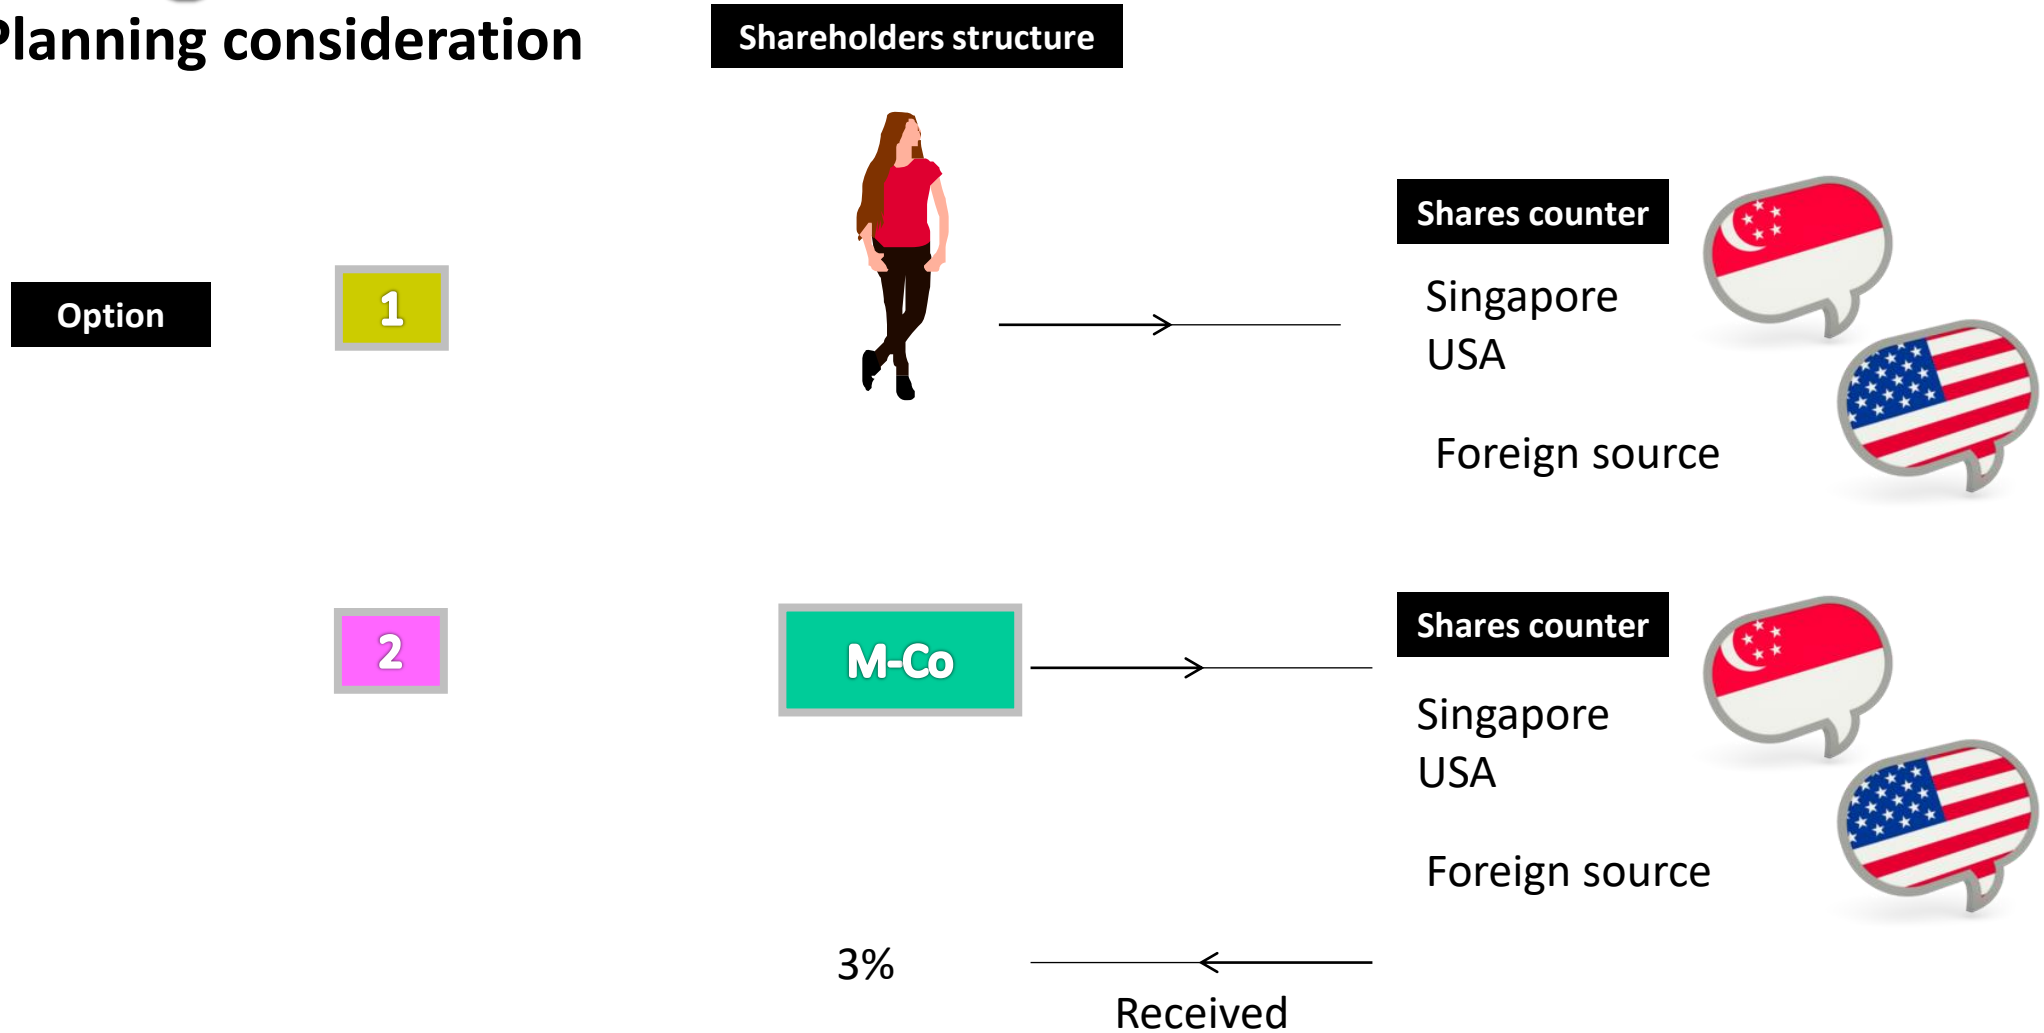 Planning consideration
Shareholders structure
Shares counter
Option
1
Singapore
USA
Foreign source
Shares counter
2
M-Co
Singapore
USA
Foreign source
3%
Received